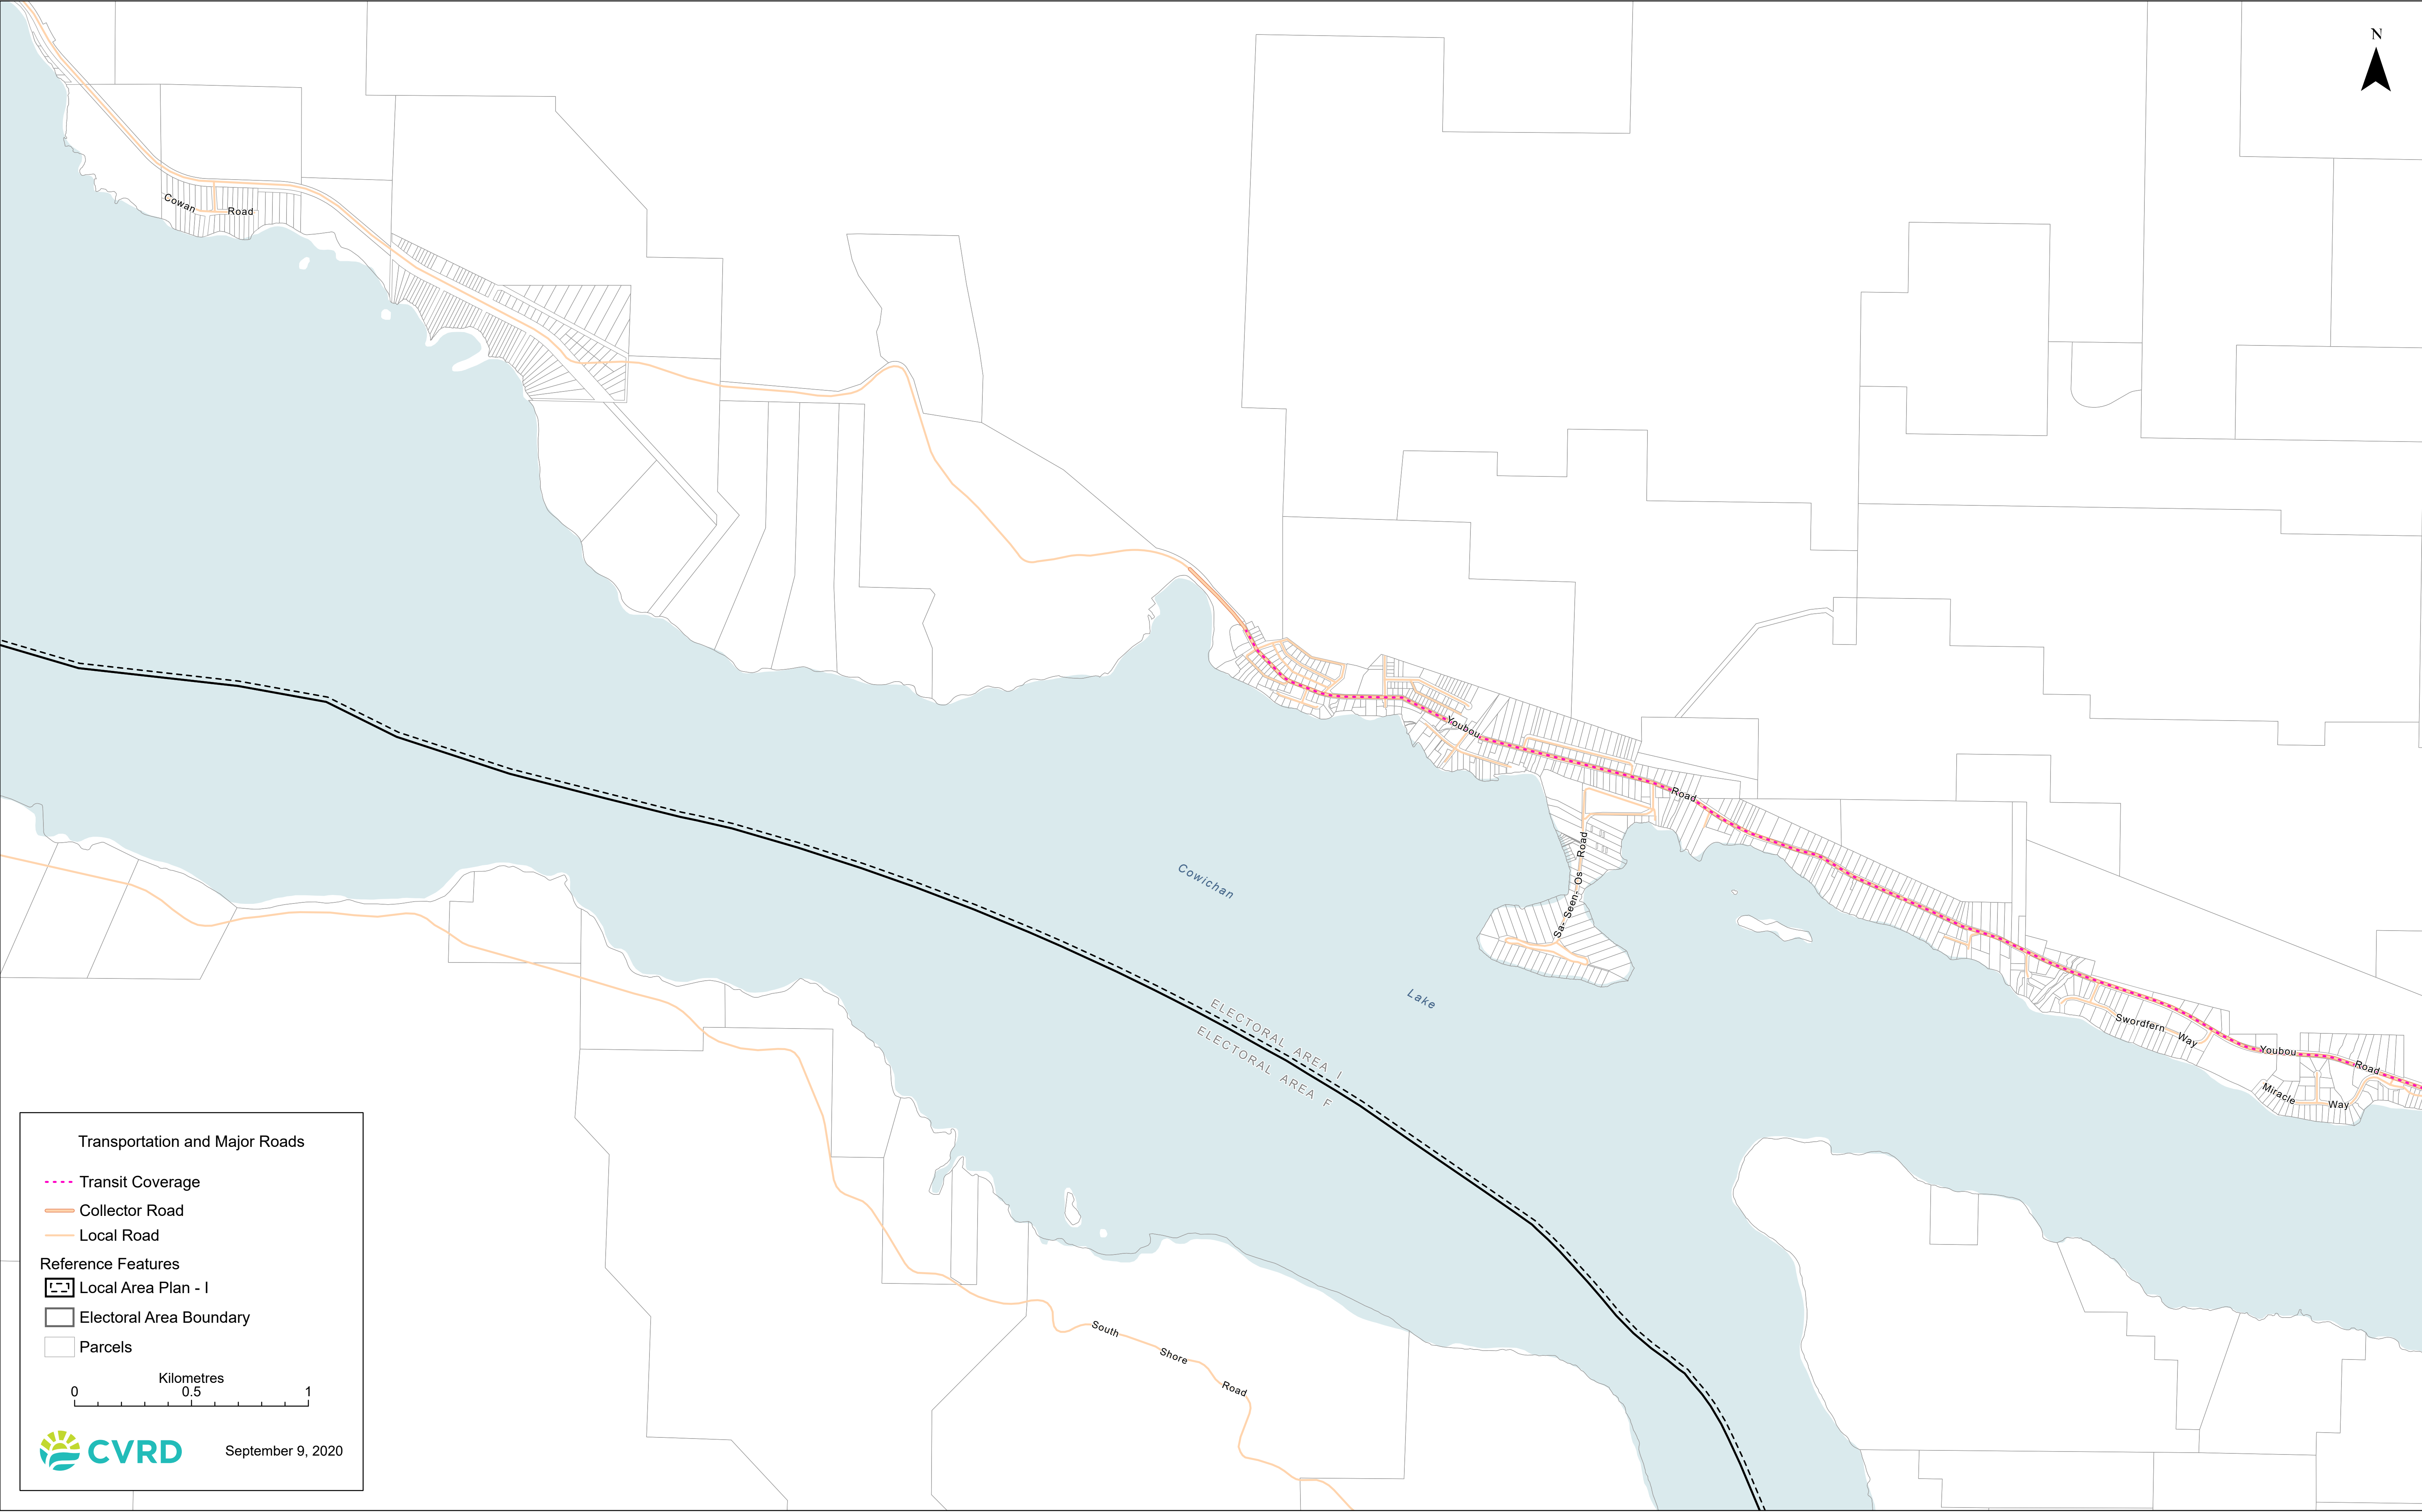 N
Cowan Road
Youbou
Road
Sa-Seen-Os Road
Cowichan
Lake
ELECTORAL AREA I
ELECTORAL AREA F
Swordfern Way
Youbou
Road
Miracle Way
South Shore Road
Transportation and Major Roads
Transit Coverage
Collector Road
Local Road
Reference Features
Local Area Plan - I
Electoral Area Boundary
Parcels
Kilometres
0 0.5 1
CVRD
September 9, 2020